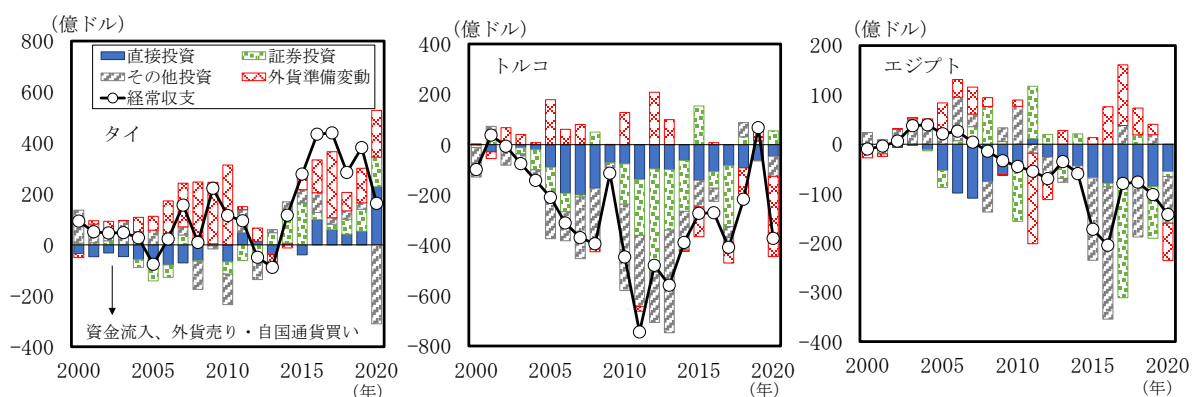 (億ドル)
800
600
400
200
0
−200
−400
直接投資
証券投資
その他投資
外貨準備変動
経常収支
タイ
資金流入、外貨売り・自国通貨買い
2000
2005
2010
2015
2020
(年)
(億ドル)
400
200
0
−200
−400
−600
−800
トルコ
2000
2005
2010
2015
2020
(年)
(億ドル)
200
100
0
−100
−200
−300
−400
エジプト
2000
2005
2010
2015
2020
(年)